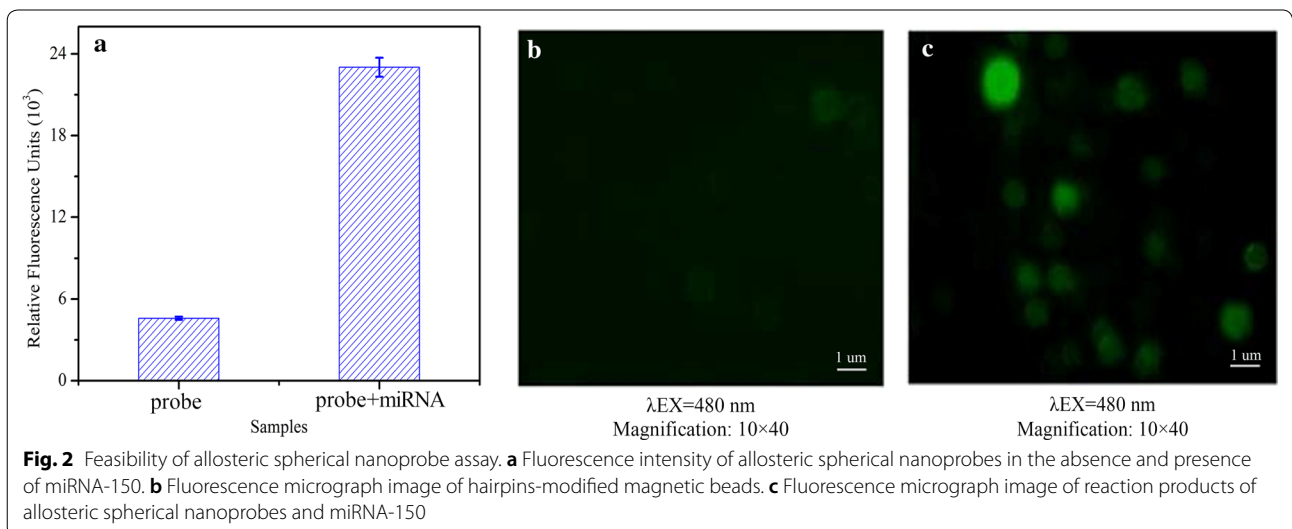 a
24
18
12
6
0
Relative Fluorescence Units (10³)
probe
probe+miRNA
Samples
b
1 um
λEX=480 nm
Magnification: 10×40
c
1 um
λEX=480 nm
Magnification: 10×40
Fig. 2 Feasibility of allosteric spherical nanoprobe assay. a Fluorescence intensity of allosteric spherical nanoprobes in the absence and presence
of miRNA-150. b Fluorescence micrograph image of hairpins-modified magnetic beads. c Fluorescence micrograph image of reaction products of
allosteric spherical nanoprobes and miRNA-150